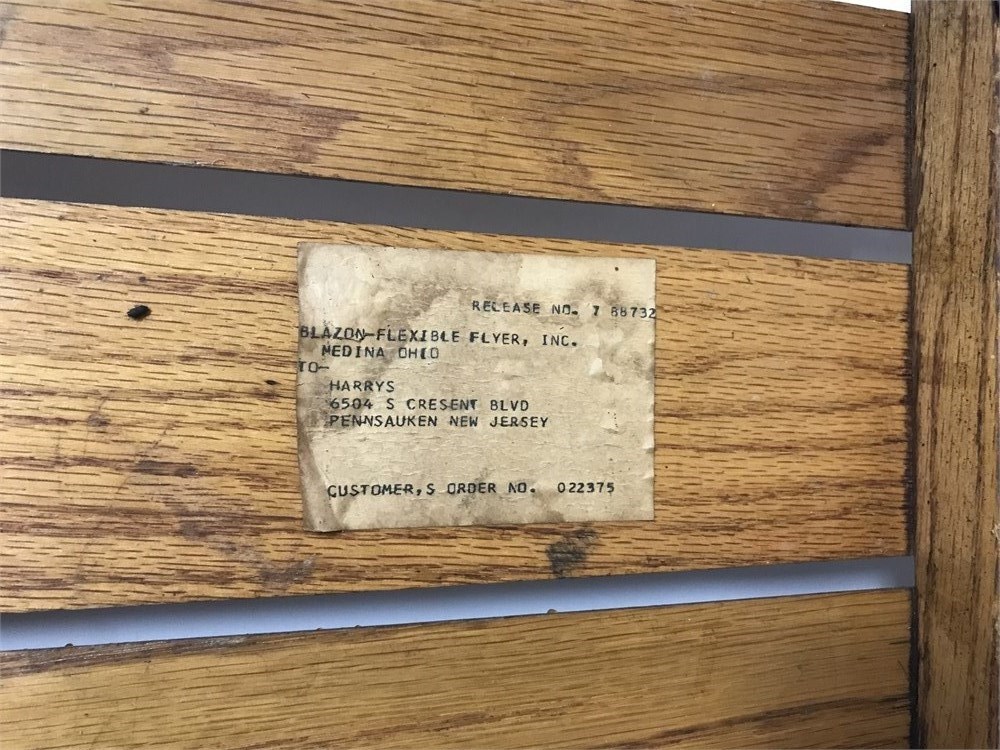 RELEASE NO. 7 88732
BLAZON-FLEXIBLE FLYER, INC.
MEDINA OHIO
TO-
HARRYS
6504 S CRESENT BLVD
PENNSAUKEN NEW JERSEY
CUSTOMER,S ORDER NO. 022375